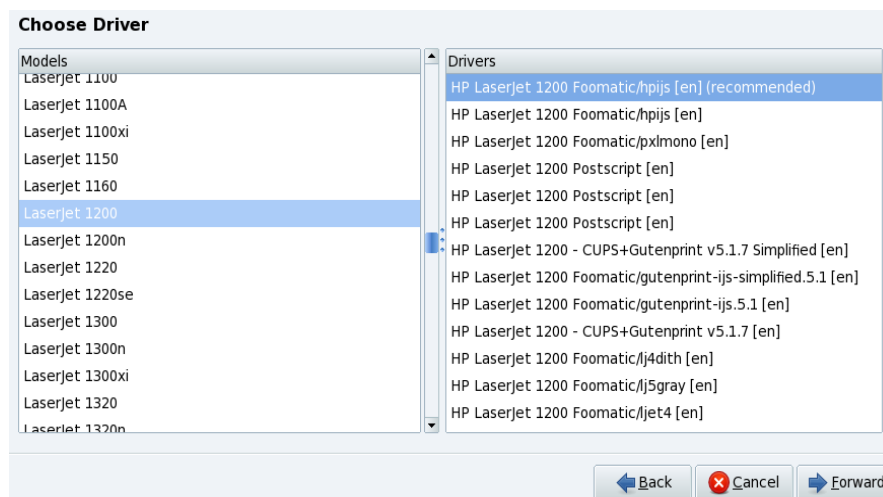 Choose Driver
Models
LaserJet 1100
LaserJet 1100A
LaserJet 1100xi
LaserJet 1150
LaserJet 1160
LaserJet 1200
LaserJet 1200n
LaserJet 1220
LaserJet 1220se
LaserJet 1300
LaserJet 1300n
LaserJet 1300xi
LaserJet 1320
LaserJet 1320n
Drivers
HP LaserJet 1200 Foomatic/hpijs [en] (recommended)
HP LaserJet 1200 Foomatic/hpijs [en]
HP LaserJet 1200 Foomatic/pxlmono [en]
HP LaserJet 1200 Postscript [en]
HP LaserJet 1200 Postscript [en]
HP LaserJet 1200 Postscript [en]
HP LaserJet 1200 - CUPS+Gutenprint v5.1.7 Simplified [en]
HP LaserJet 1200 Foomatic/gutenprint-ijs-simplified.5.1 [en]
HP LaserJet 1200 Foomatic/gutenprint-ijs.5.1 [en]
HP LaserJet 1200 - CUPS+Gutenprint v5.1.7 [en]
HP LaserJet 1200 Foomatic/lj4dith [en]
HP LaserJet 1200 Foomatic/lj5gray [en]
HP LaserJet 1200 Foomatic/ljet4 [en]
Back Cancel Forward